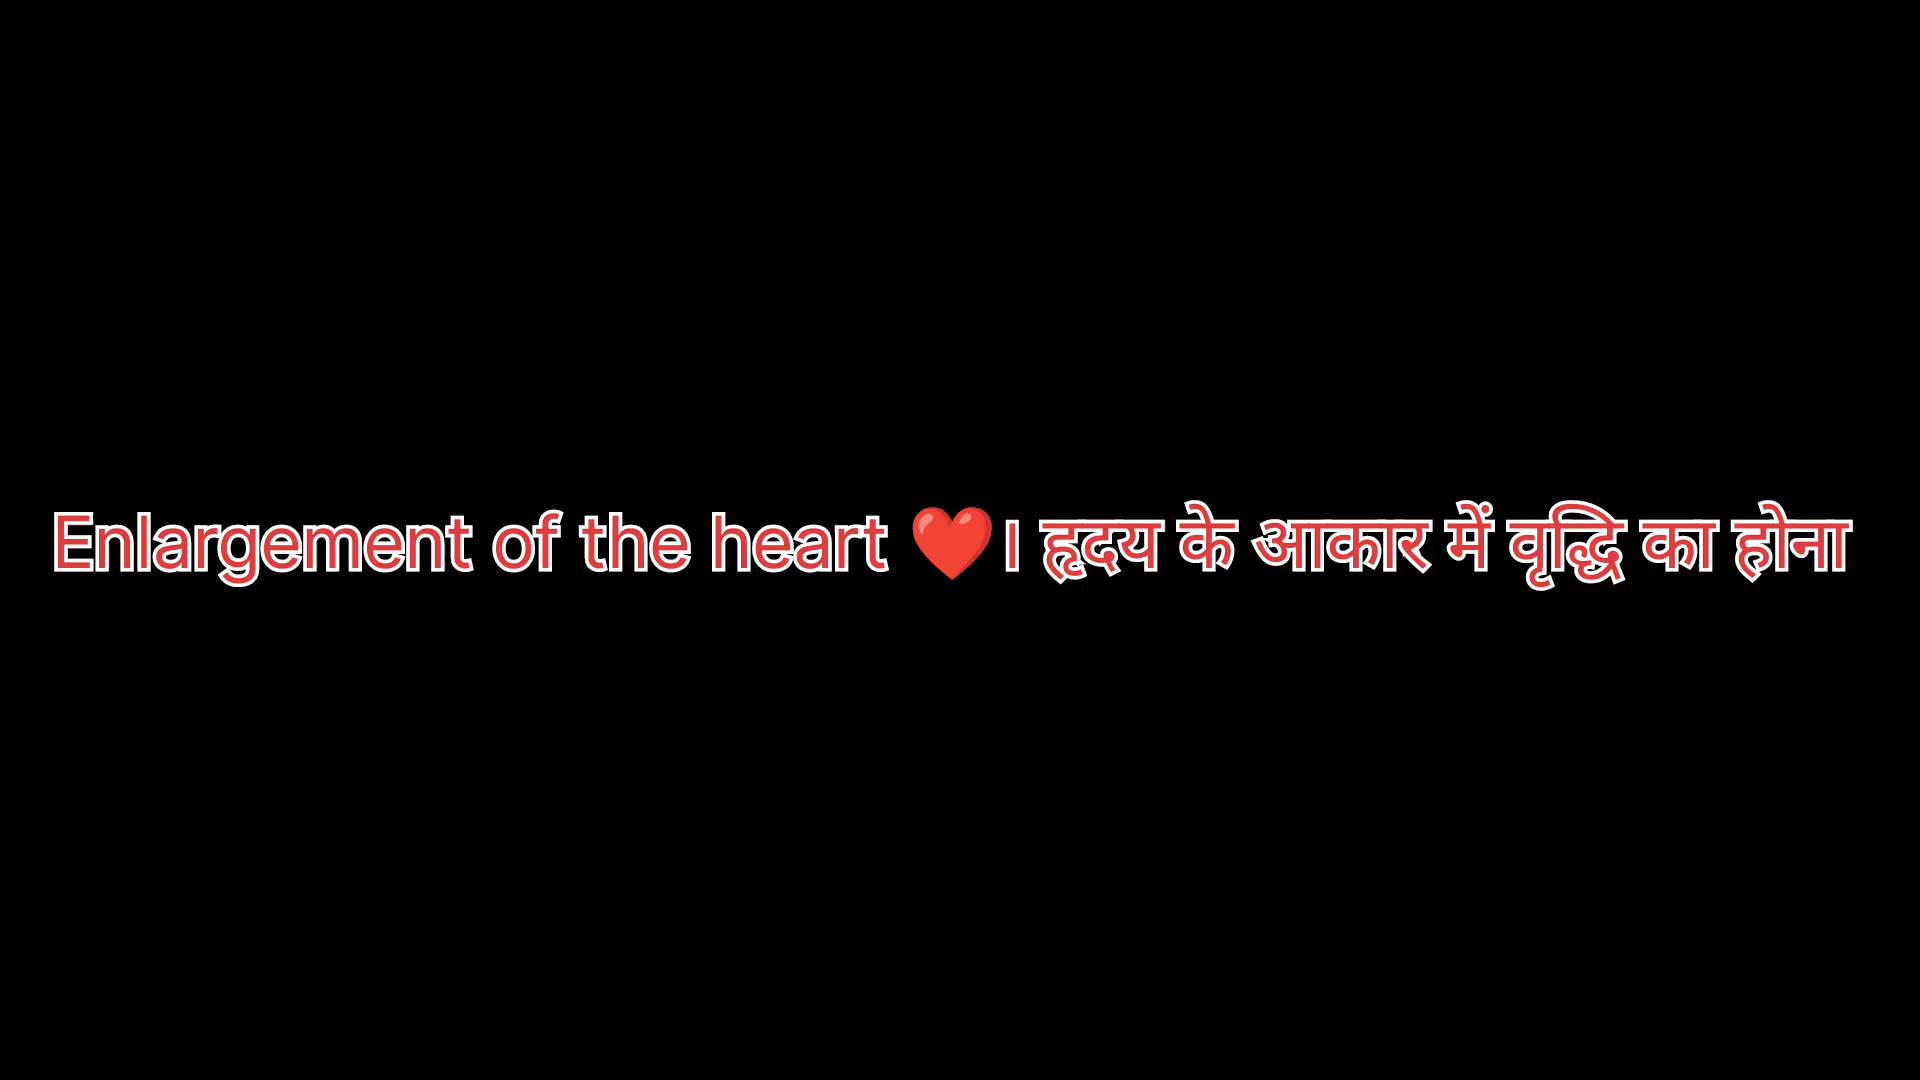 Enlargement of the heart ❤️। हृदय के आकार में वृद्धि का होना